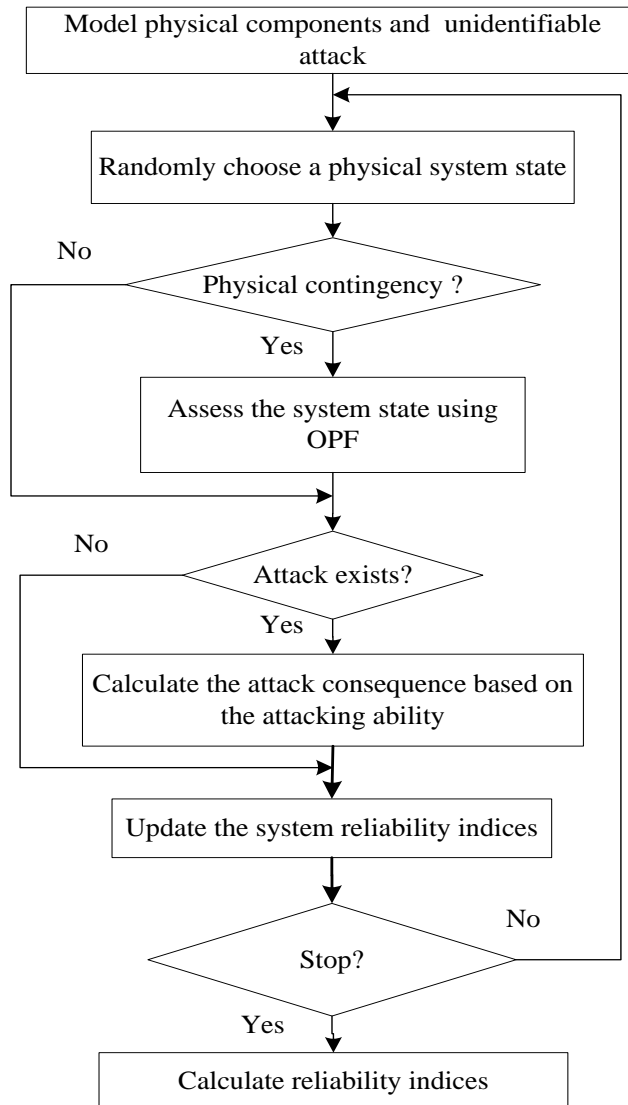 Model physical components and unidentifiable
attack
Randomly choose a physical system state
No
Physical contingency ?
Yes
Assess the system state using
OPF
No
Attack exists?
Yes
Calculate the attack consequence based on
the attacking ability
Update the system reliability indices
No
Stop?
Yes
Calculate reliability indices